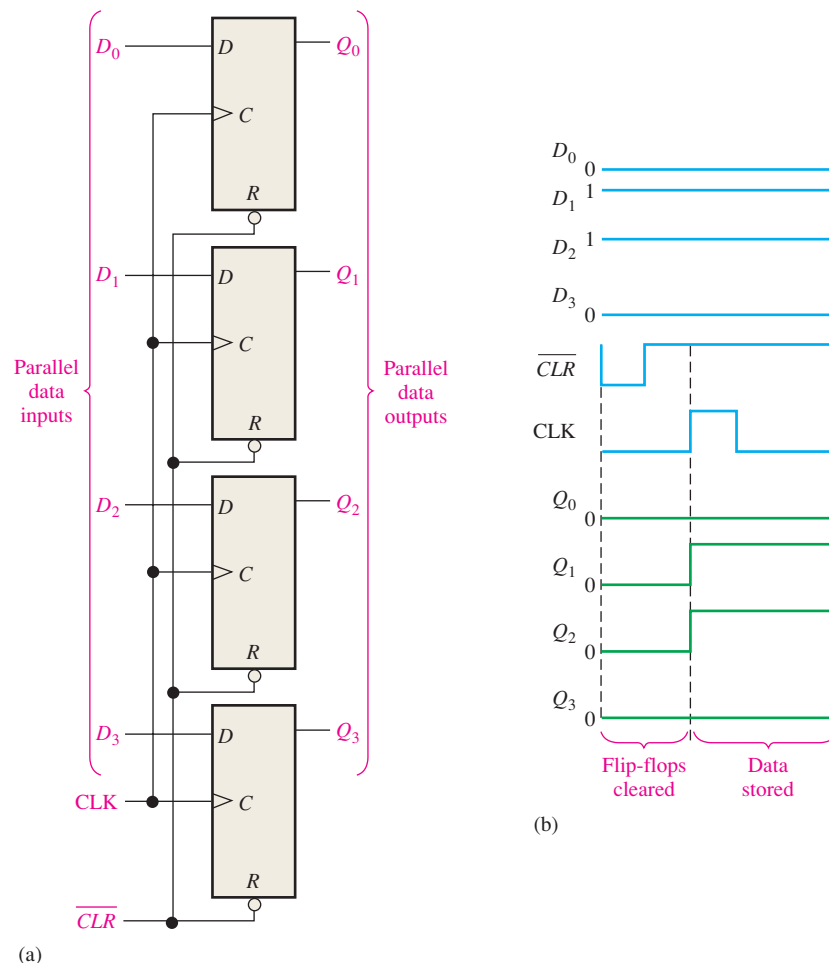 D0
D
Q0
C
R
D1
D
Q1
C
R
Parallel
data
inputs
Parallel
data
outputs
D2
D
Q2
C
R
D3
D
Q3
CLK
C
R
CLR
(a)
D0
0
1
D1
1
D2
D3
0
CLR
CLK
Q0
0
Q1
0
Q2
0
Q3
0
Flip-flops
cleared
Data
stored
(b)